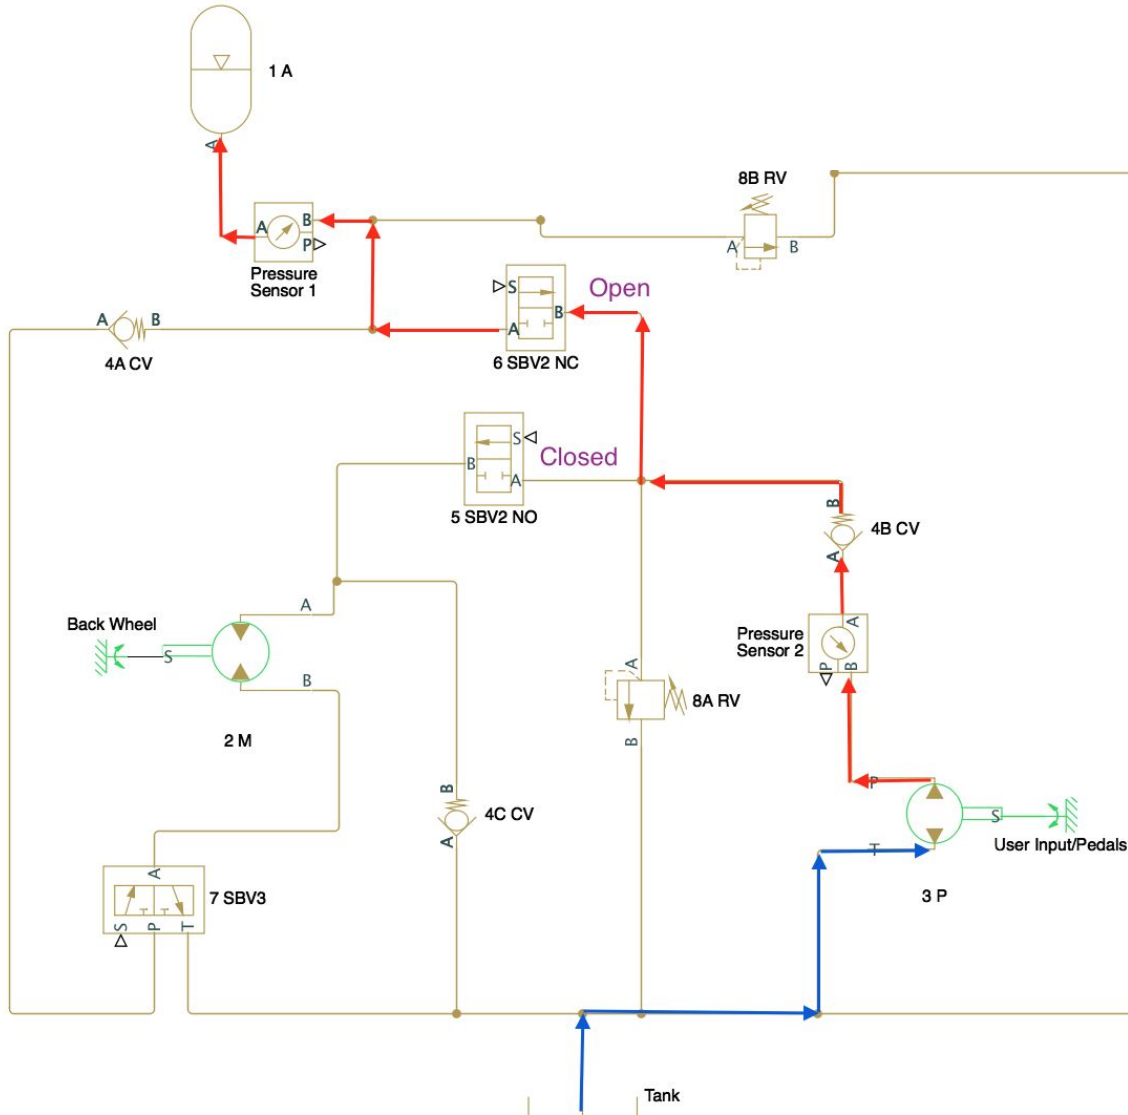 1 A
A
8B RV
A
B
P
Pressure
Sensor 1
A
B
S
Open
B
A
6 SBV2 NC
A
B
4A CV
S
Closed
B
A
5 SBV2 NO
B
4B CV
A
A
Back Wheel
S
A
B
2 M
Pressure
Sensor 2
A
P
B
A
8A RV
B
P
S
User Input/Pedals
T
3 P
B
4C CV
A
A
7 SBV3
S
P
T
Tank